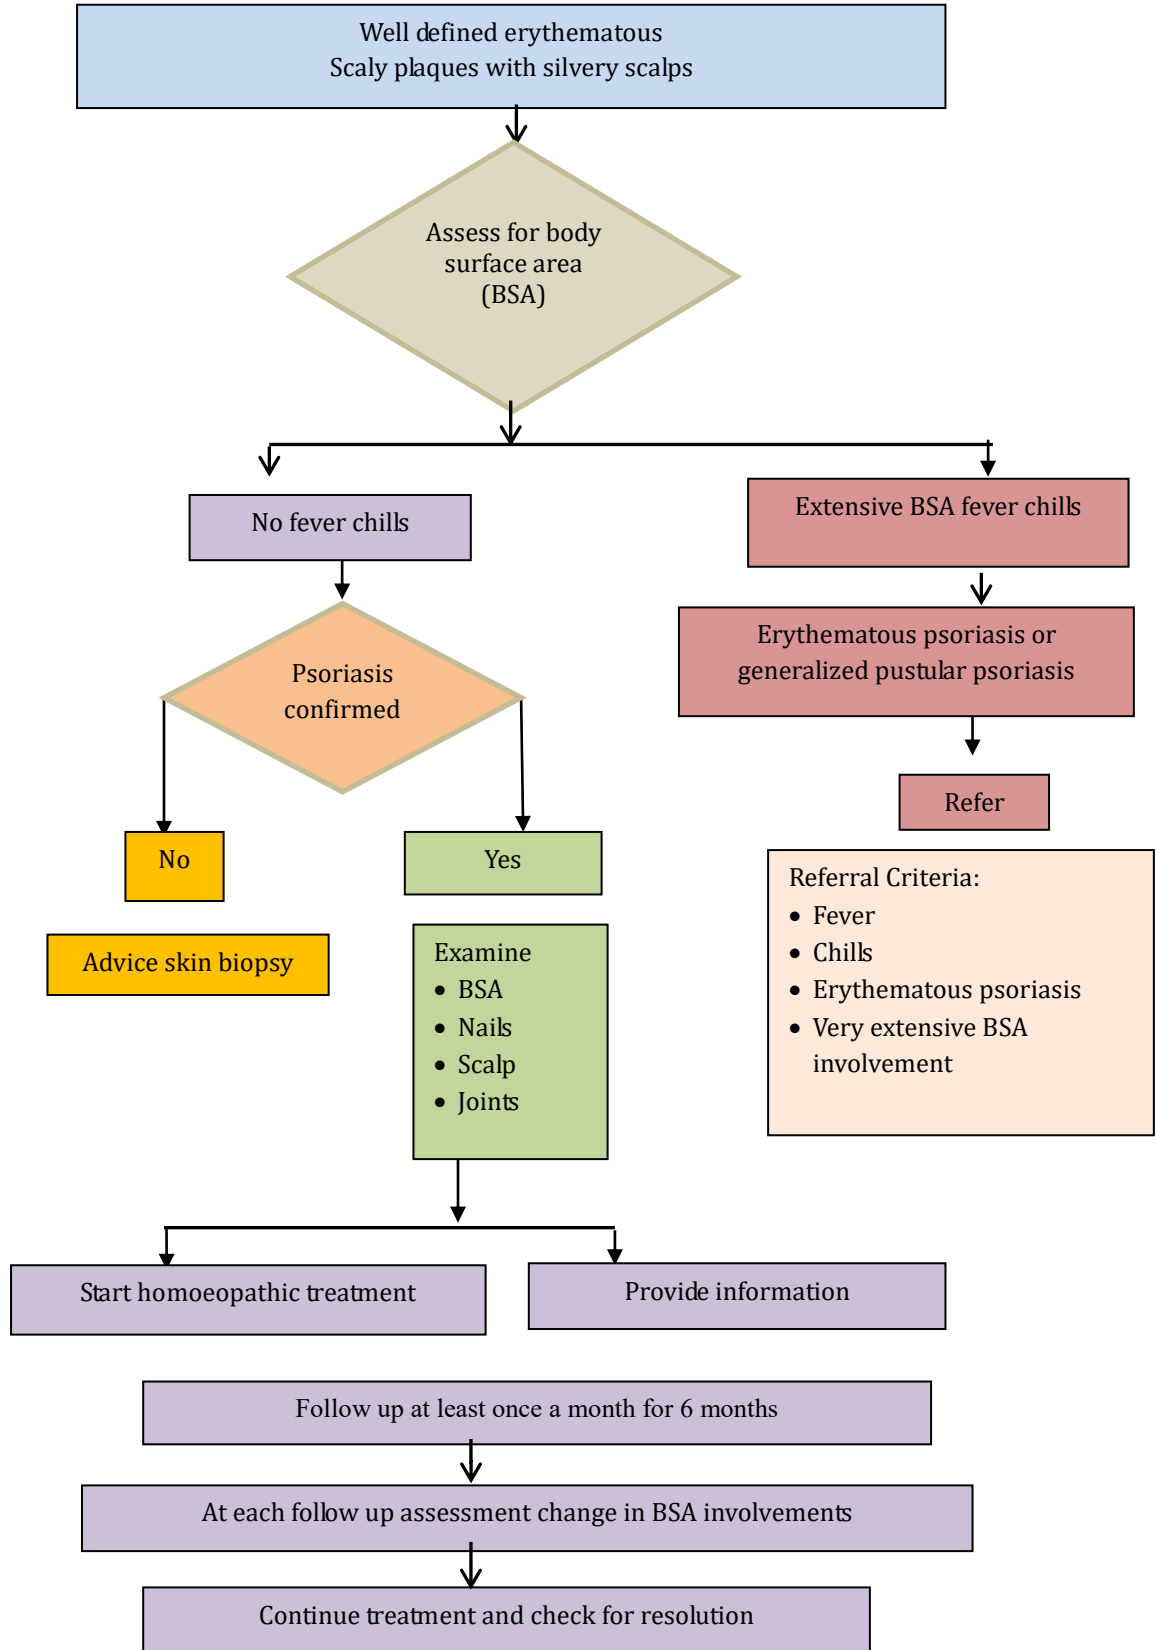 Well defined erythematous
Scaly plaques with silvery scalps
Assess for body
surface area
(BSA)
No fever chills
Extensive BSA fever chills
Erythematous psoriasis or
generalized pustular psoriasis
Psoriasis
confirmed
Refer
No
Yes
Referral Criteria:
• Fever
• Chills
• Erythematous psoriasis
• Very extensive BSA
involvement
Advice skin biopsy
Examine
• BSA
• Nails
• Scalp
• Joints
Start homoeopathic treatment
Provide information
Follow up at least once a month for 6 months
At each follow up assessment change in BSA involvements
Continue treatment and check for resolution